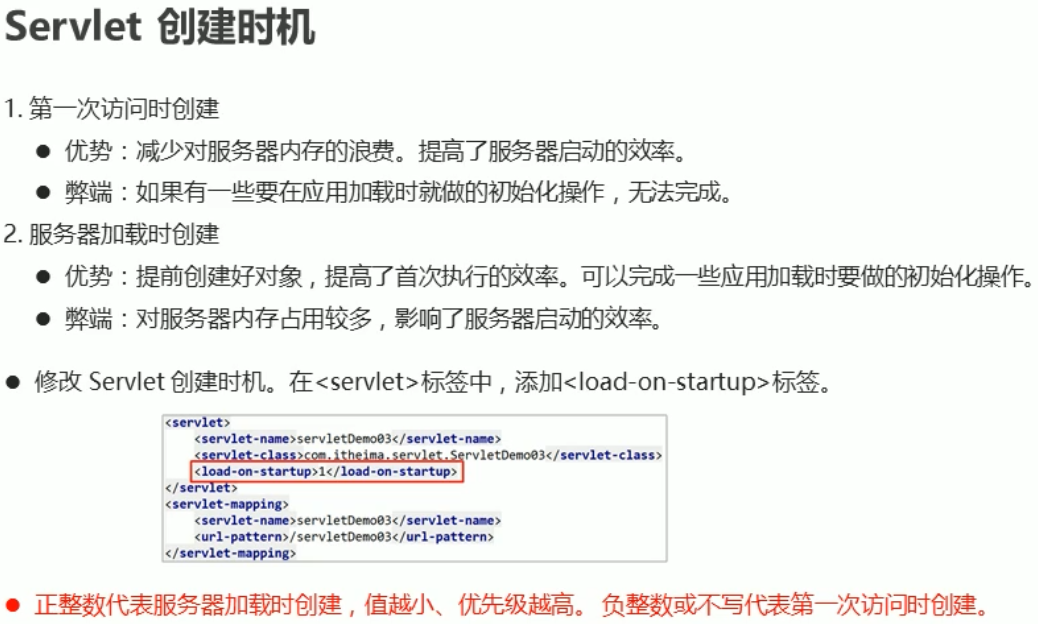 Servlet 创建时机
1. 第一次访问时创建
● 优势：减少对服务器内存的浪费。提高了服务器启动的效率。
● 弊端：如果有一些要在应用加载时就做的初始化操作，无法完成。
2. 服务器加载时创建
● 优势：提前创建好对象，提高了首次执行的效率。可以完成一些应用加载时要做的初始化操作。
● 弊端：对服务器内存占用较多，影响了服务器启动的效率。
● 修改 Servlet 创建时机。在<servlet>标签中，添加<load-on-startup>标签。
<servlet>
<servlet-name>servletDemo03</servlet-name>
<servlet-class>com.itheima.servlet.ServletDemo03</servlet-class>
<load-on-startup>1</load-on-startup>
</servlet>
<servlet-mapping>
<servlet-name>servletDemo03</servlet-name>
<url-pattern>/servletDemo03</url-pattern>
</servlet-mapping>
● 正整数代表服务器加载时创建，值越小、优先级越高。 负整数或不写代表第一次访问时创建。